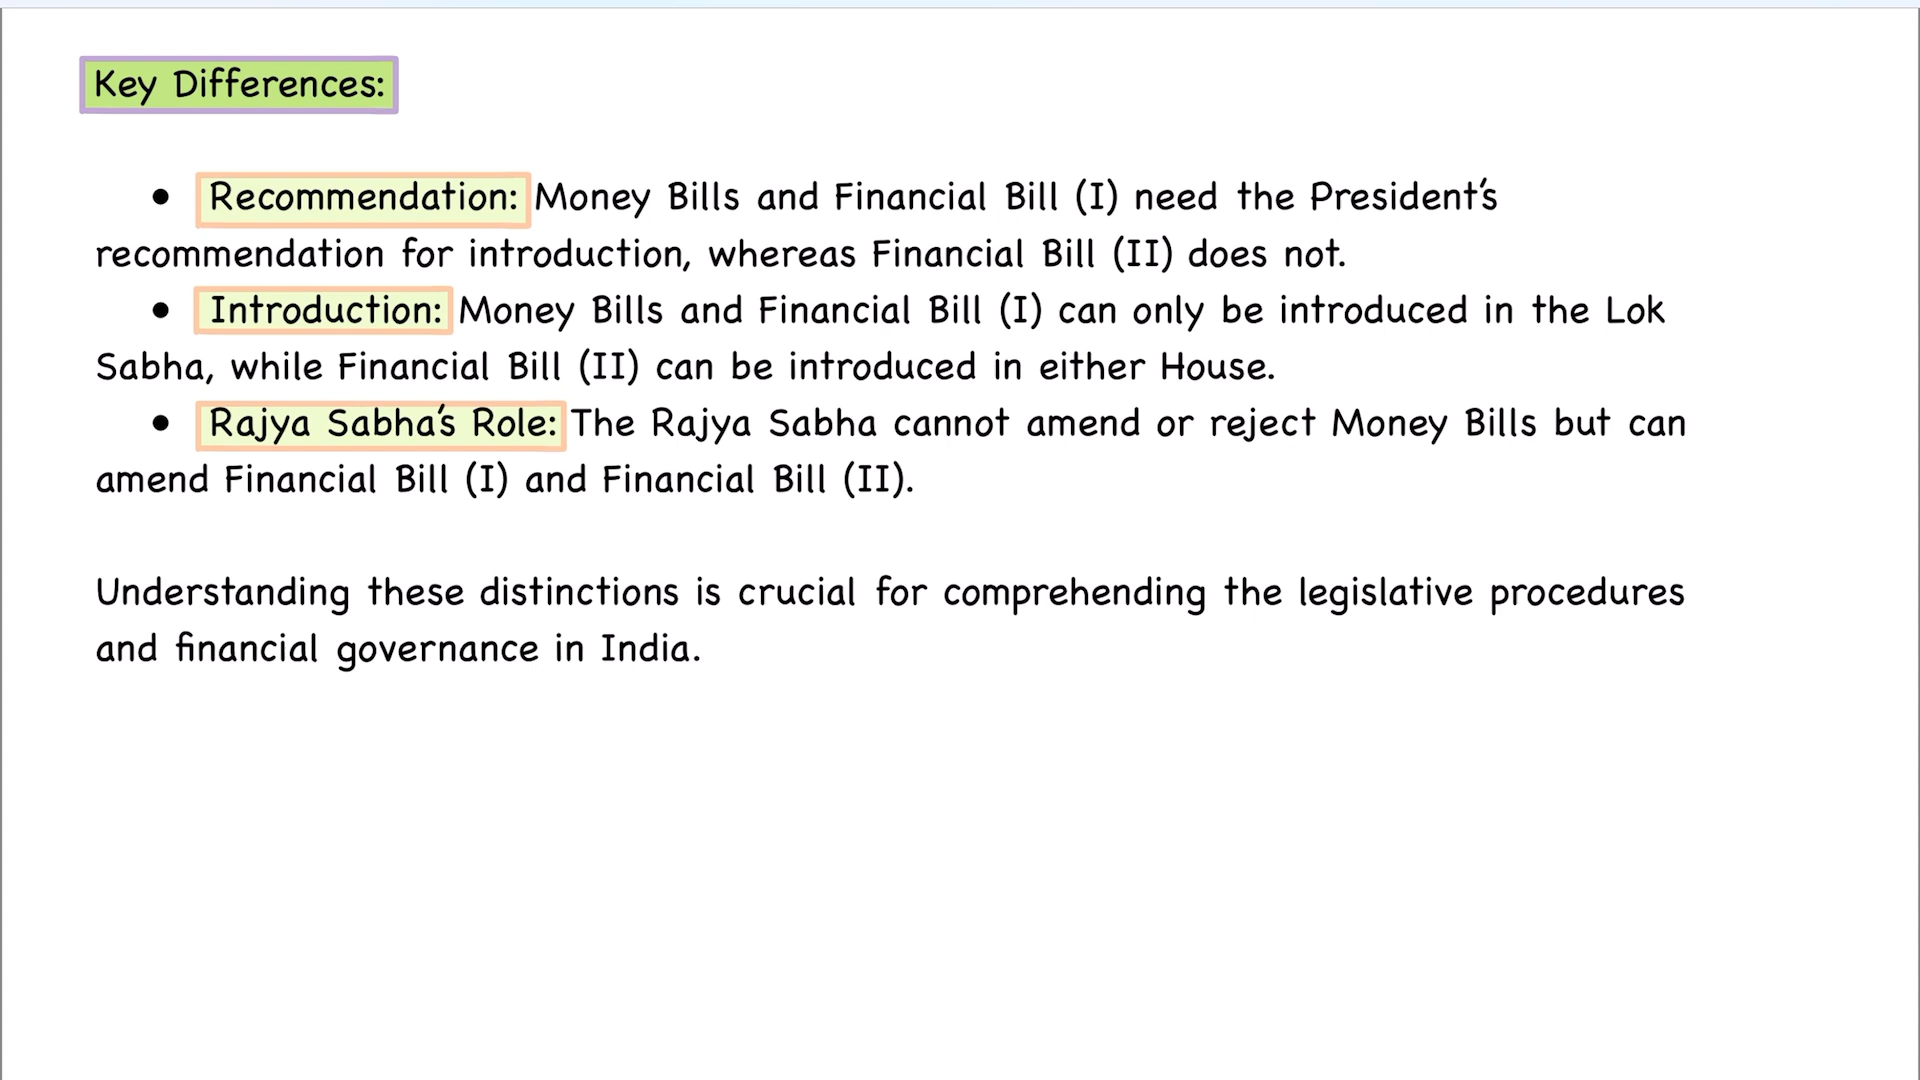 Key Differences:
• Recommendation: Money Bills and Financial Bill (I) need the President's
recommendation for introduction, whereas Financial Bill (II) does not.
• Introduction: Money Bills and Financial Bill (I) can only be introduced in the Lok
Sabha, while Financial Bill (II) can be introduced in either House.
• Rajya Sabha's Role: The Rajya Sabha cannot amend or reject Money Bills but can
amend Financial Bill (I) and Financial Bill (II).
Understanding these distinctions is crucial for comprehending the legislative procedures
and financial governance in India.